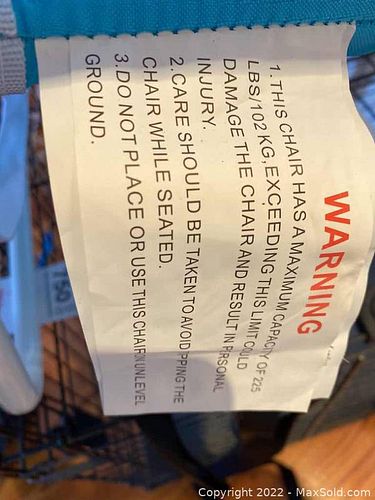 WARNING
1. THIS CHAIR HAS A MAXIMUM CAPACITY OF 225
LBS/102 KG, EXCEEDING THIS LIMIT COULD
DAMAGE THE CHAIR AND RESULT IN PERSONAL
INJURY.
2.CARE SHOULD BE TAKEN TO AVOID PPING THE
CHAIR WHILE SEATED.
3.DO NOT PLACE OR USE THIS CHAIR UNLEVEL
GROUND.
Copyright © 2022 - MaxSold.com